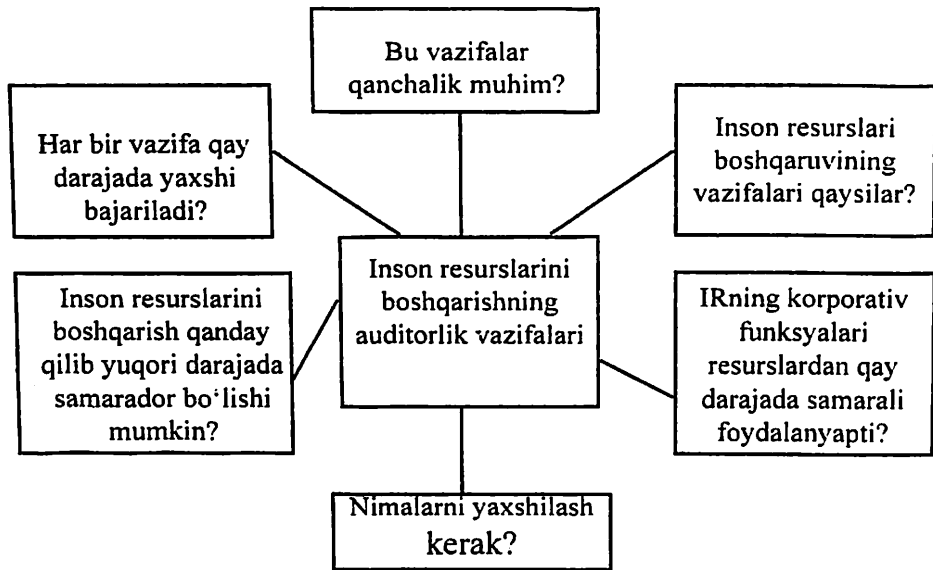 Bu vazifalar
qanchalik muhim?
Har bir vazifa qay
darajada yaxshi
bajariladi?
Inson resurslari
boshqaruvining
vazifalari qaysilar?
Inson resurslarini
boshqarishning
auditorlik vazifalari
Inson resurslarini
boshqarish qanday
qilib yuqori darajada
samarador bo‘lishi
mumkin?
IRning korporativ
funksyalari
resurslardan qay
darajada samarali
foydalanyapti?
Nimalarni yaxshilash
kerak?